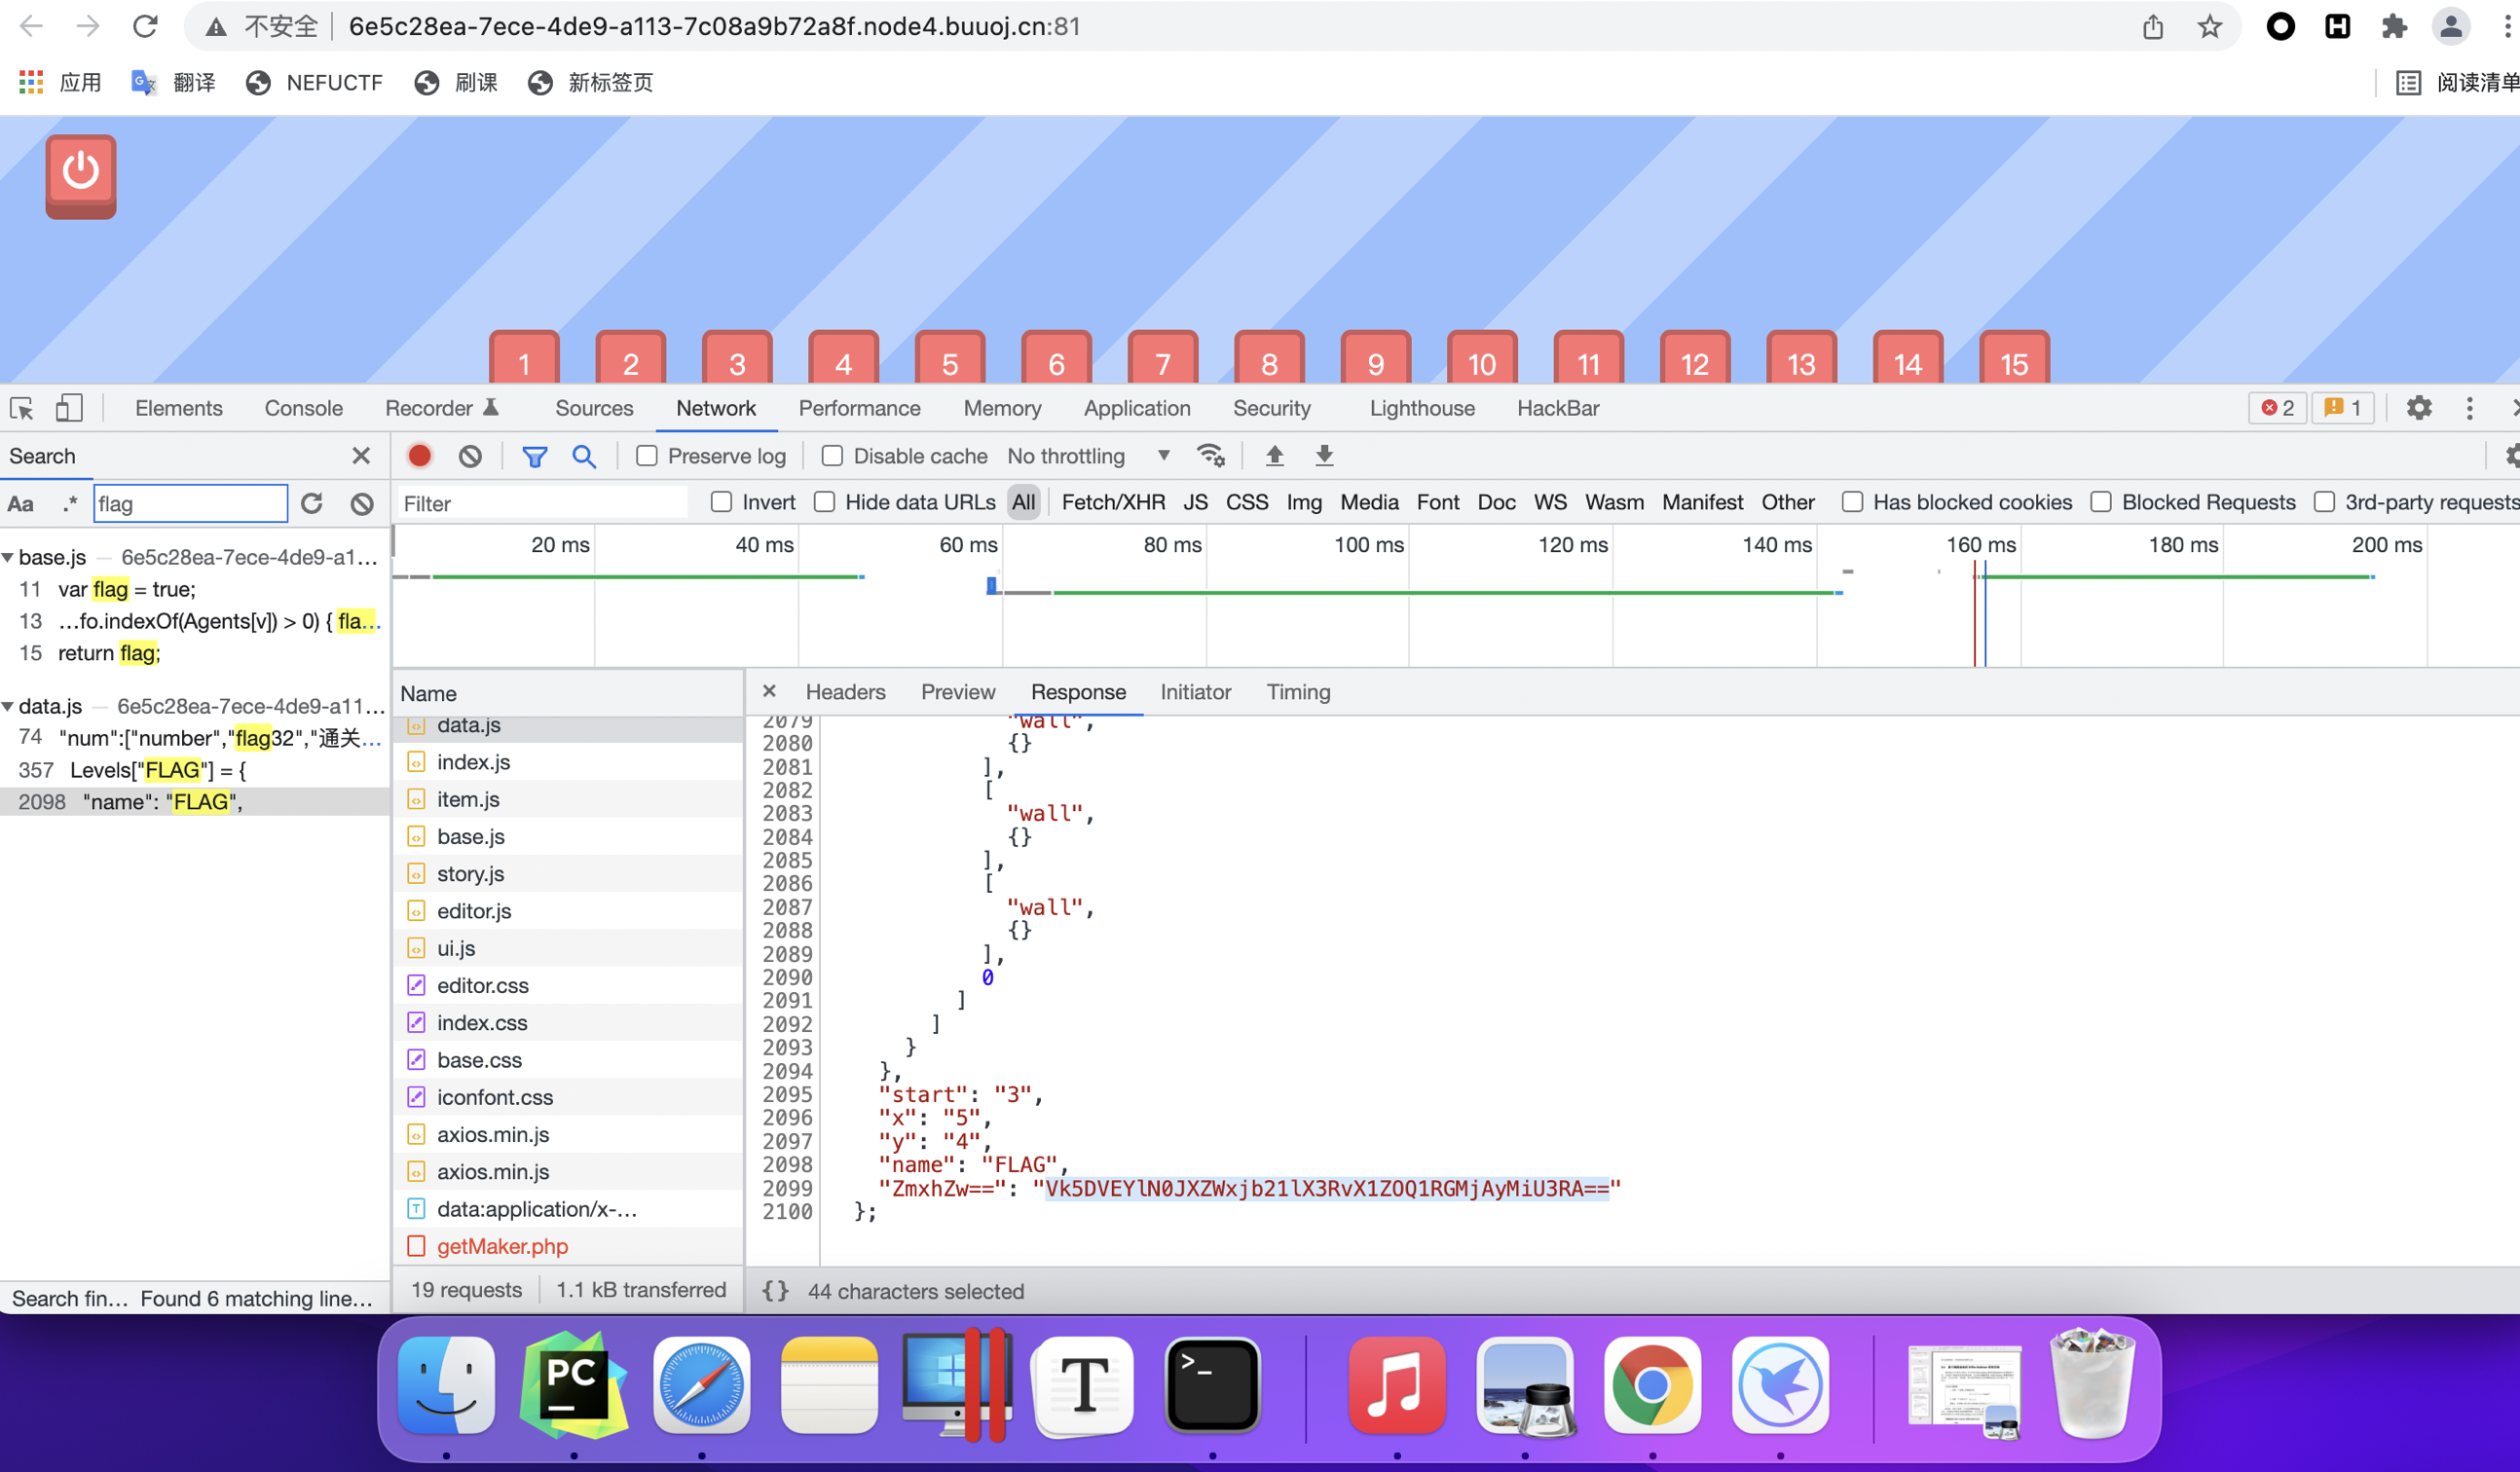 不安全 6e5c28ea-7ece-4de9-a113-7c08a9b72a8f.node4.buuoj.cn:81
应用 翻译 NEFUCTF 刷课 新标签页 阅读清单
1 2 3 4 5 6 7 8 9 10 11 12 13 14 15
Elements Console Recorder Sources Network Performance Memory Application Security Lighthouse HackBar 2 1
Search Preserve log Disable cache No throttling
Aa .* flag Filter Invert Hide data URLs All Fetch/XHR JS CSS Img Media Font Doc WS Wasm Manifest Other Has blocked cookies Blocked Requests 3rd-party requests
20 ms 40 ms 60 ms 80 ms 100 ms 120 ms 140 ms 160 ms 180 ms 200 ms
base.js — 6e5c28ea-7ece-4de9-a1…
11 var flag = true;
13 …fo.indexOf(Agents[v]) > 0) { fla…
15 return flag;
data.js — 6e5c28ea-7ece-4de9-a11…
74 "num":["number","flag32","通关…
357 Levels["FLAG"] = {
2098 "name": "FLAG",
Search fin… Found 6 matching line…
Name
data.js
index.js
item.js
base.js
story.js
editor.js
ui.js
editor.css
index.css
base.css
iconfont.css
axios.min.js
axios.min.js
data:application/x-…
getMaker.php
19 requests 1.1 kB transferred
Headers Preview Response Initiator Timing
2079 "wall",
2080 {}
2081 ],
2082 [
2083 "wall",
2084 {}
2085 ],
2086 [
2087 "wall",
2088 {}
2089 ],
2090 0
2091 ]
2092 ]
2093 }
2094 },
2095 "start": "3",
2096 "x": "5",
2097 "y": "4",
2098 "name": "FLAG",
2099 "ZmxhZw==": "Vk5DVEYlN0JXZWxjb21lX3RvX1ZOQ1RGMjAyMiU3RA=="
2100 };
{} 44 characters selected
PC
T
>_